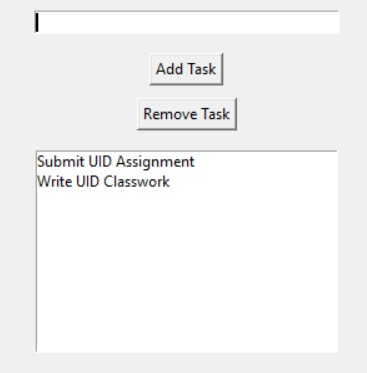 Add Task
Remove Task
Submit UID Assignment
Write UID Classwork